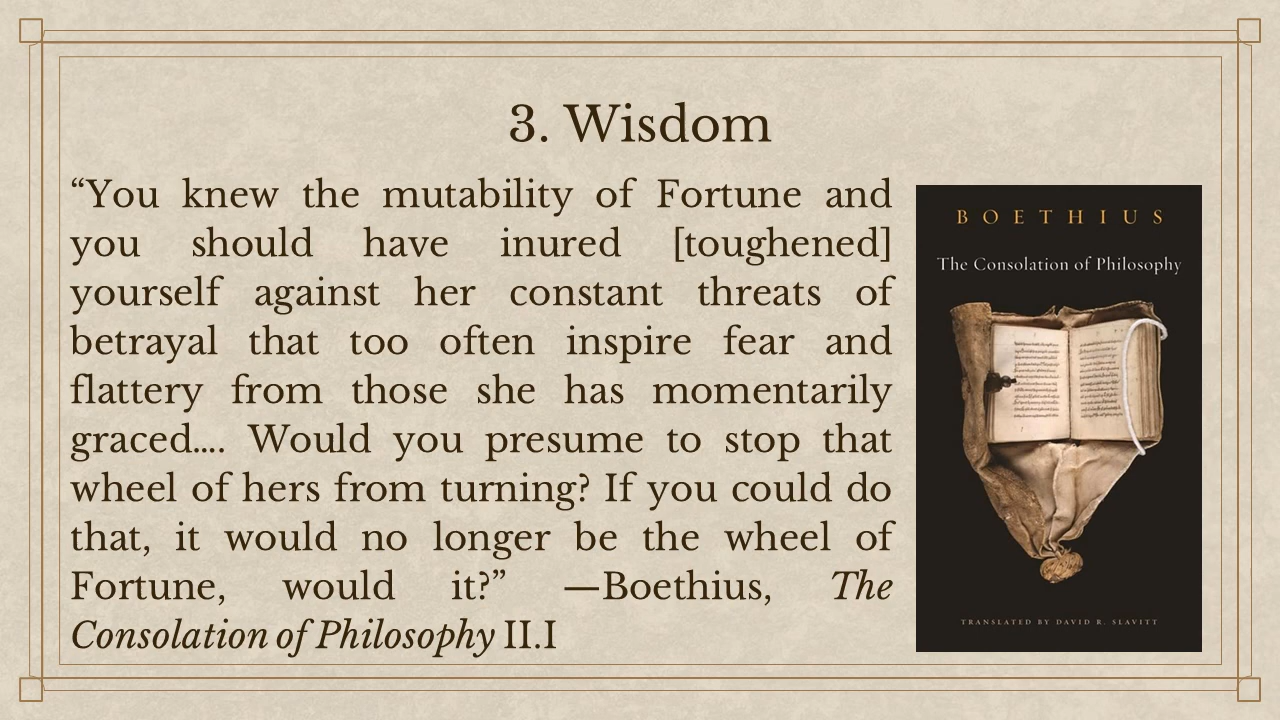 3. Wisdom
“You knew the mutability of Fortune and
you should have inured [toughened]
yourself against her constant threats of
betrayal that too often inspire fear and
flattery from those she has momentarily
graced…. Would you presume to stop that
wheel of hers from turning? If you could do
that, it would no longer be the wheel of
Fortune, would it?” —Boethius, The
Consolation of Philosophy II.I
BOETHIUS
The Consolation of Philosophy
TRANSLATED BY DAVID R. SLAVITT